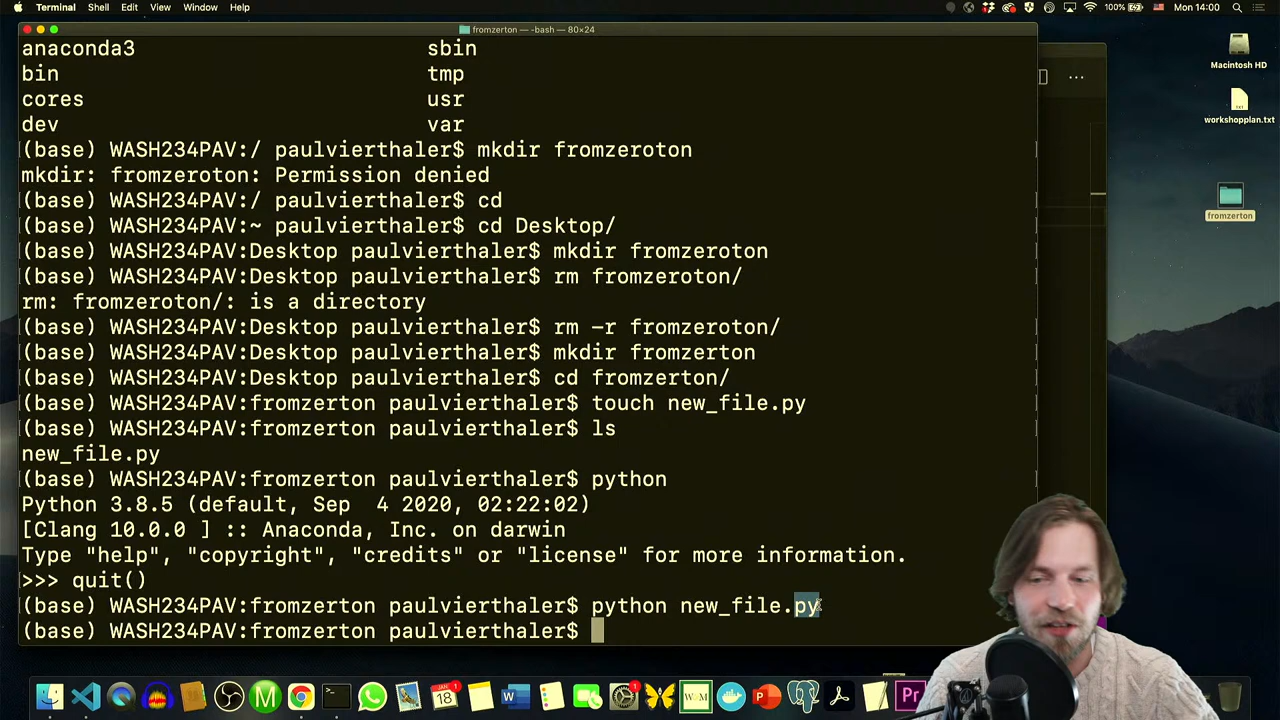 Terminal Shell Edit View Window Help 100% Mon 14:00
fromzerton — -bash — 80×24
anaconda3 sbin
bin tmp
cores usr
dev var
(base) WASH234PAV:/ paulvierthaler$ mkdir fromzeroton
mkdir: fromzeroton: Permission denied
(base) WASH234PAV:/ paulvierthaler$ cd
(base) WASH234PAV:~ paulvierthaler$ cd Desktop/
(base) WASH234PAV:Desktop paulvierthaler$ mkdir fromzeroton
(base) WASH234PAV:Desktop paulvierthaler$ rm fromzeroton/
rm: fromzeroton/: is a directory
(base) WASH234PAV:Desktop paulvierthaler$ rm -r fromzeroton/
(base) WASH234PAV:Desktop paulvierthaler$ mkdir fromzerton
(base) WASH234PAV:Desktop paulvierthaler$ cd fromzerton/
(base) WASH234PAV:fromzerton paulvierthaler$ touch new_file.py
(base) WASH234PAV:fromzerton paulvierthaler$ ls
new_file.py
(base) WASH234PAV:fromzerton paulvierthaler$ python
Python 3.8.5 (default, Sep  4 2020, 02:22:02)
[Clang 10.0.0 ] :: Anaconda, Inc. on darwin
Type "help", "copyright", "credits" or "license" for more information.
>>> quit()
(base) WASH234PAV:fromzerton paulvierthaler$ python new_file.py
(base) WASH234PAV:fromzerton paulvierthaler$
Macintosh HD
workshopplan.txt
fromzerton
JAN
18
M
W
W&M
P
Pr
1
1